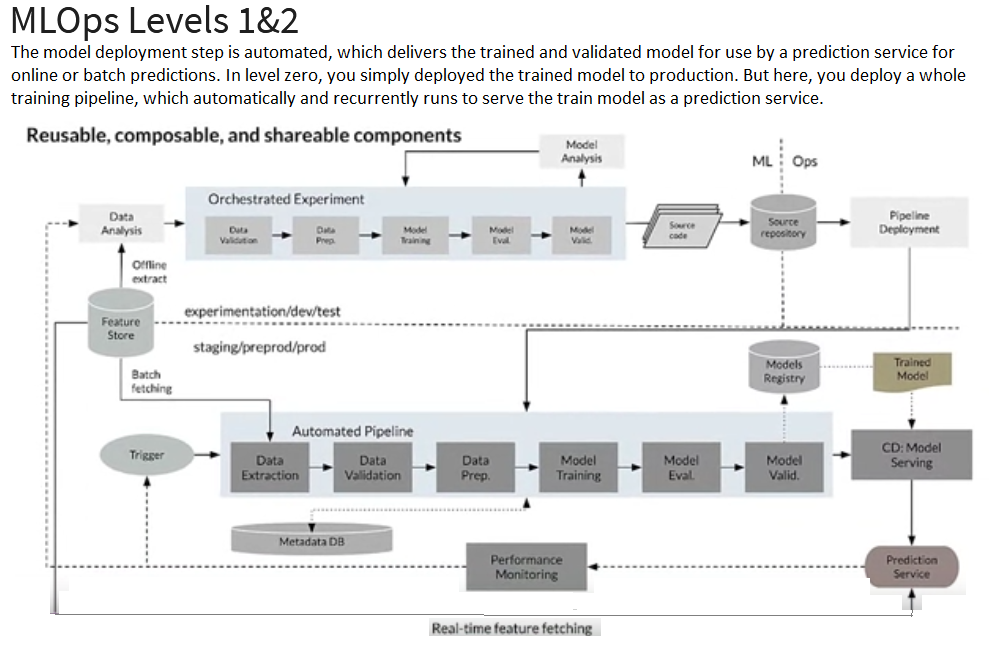 MLOps Levels 1&2
The model deployment step is automated, which delivers the trained and validated model for use by a prediction service for
online or batch predictions. In level zero, you simply deployed the trained model to production. But here, you deploy a whole
training pipeline, which automatically and recurrently runs to serve the train model as a prediction service.
Reusable, composable, and shareable components
Model
Analysis
ML
Ops
Orchestrated Experiment
Data
Analysis
Data
Validation
Data
Prep.
Model
Training
Model
Eval.
Model
Valid.
Source
code
Source
repository
Pipeline
Deployment
Offline
extract
Feature
Store
experimentation/dev/test
staging/preprod/prod
Batch
fetching
Models
Registry
Trained
Model
Automated Pipeline
Trigger
Data
Extraction
Data
Validation
Data
Prep.
Model
Training
Model
Eval.
Model
Valid.
CD: Model
Serving
Metadata DB
Performance
Monitoring
Prediction
Service
Real-time feature fetching